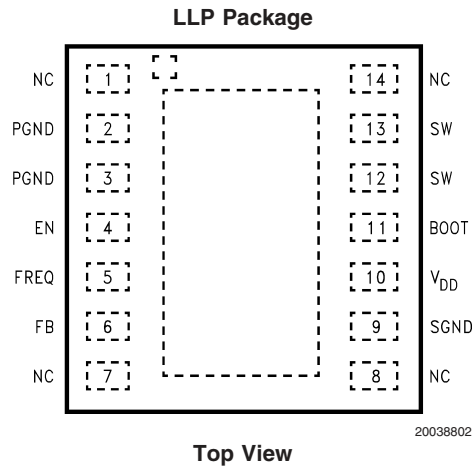 LLP Package
NC 1 14 NC
PGND 2 13 SW
PGND 3 12 SW
EN 4 11 BOOT
FREQ 5 10 VDD
FB 6 9 SGND
NC 7 8 NC
20038802
Top View